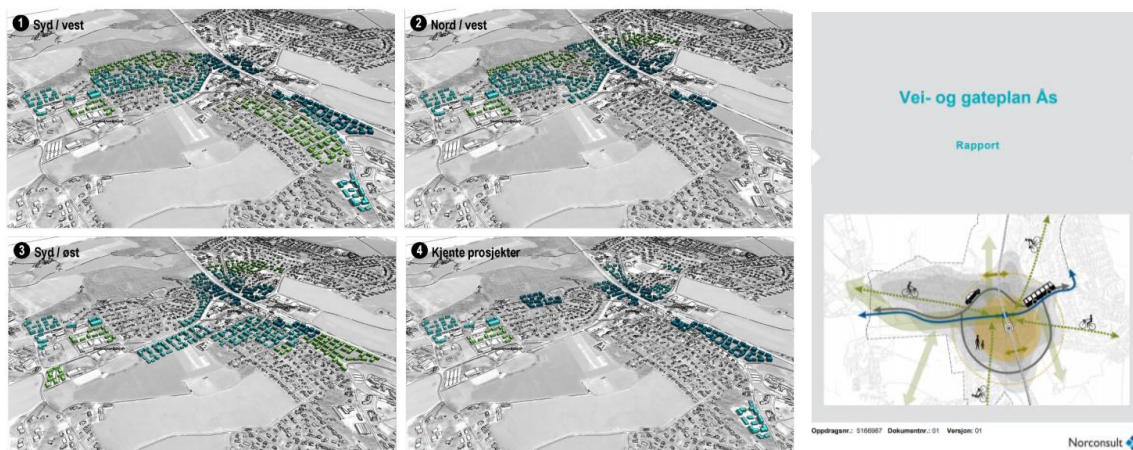 1 Syd / vest
2 Nord / vest
3 Syd / øst
4 Kjente prosjekter
Vei- og gateplan Ås
Rapport
Oppdragsnr.: 5166987 Dokumentnr.: 01 Versjon: 01
Norconsult